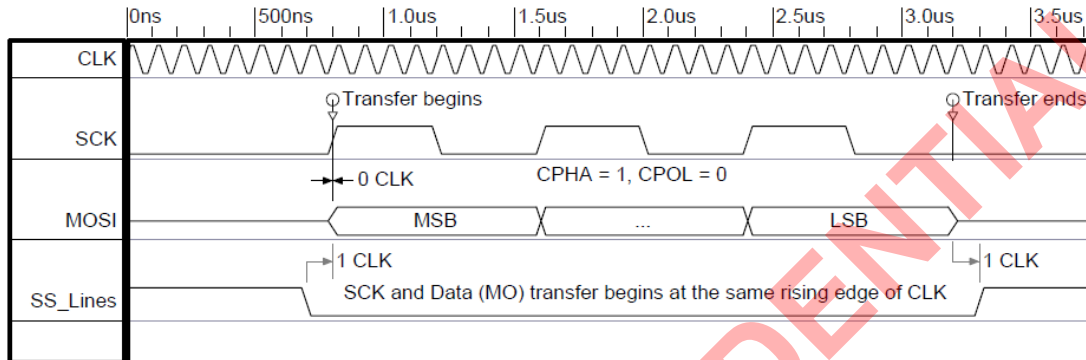 0ns 500ns 1.0us 1.5us 2.0us 2.5us 3.0us 3.5us
CLK
Transfer begins Transfer ends
SCK
0 CLK CPHA = 1, CPOL = 0
MOSI MSB ... LSB
1 CLK 1 CLK
SS_Lines SCK and Data (MO) transfer begins at the same rising edge of CLK
DENTIAL